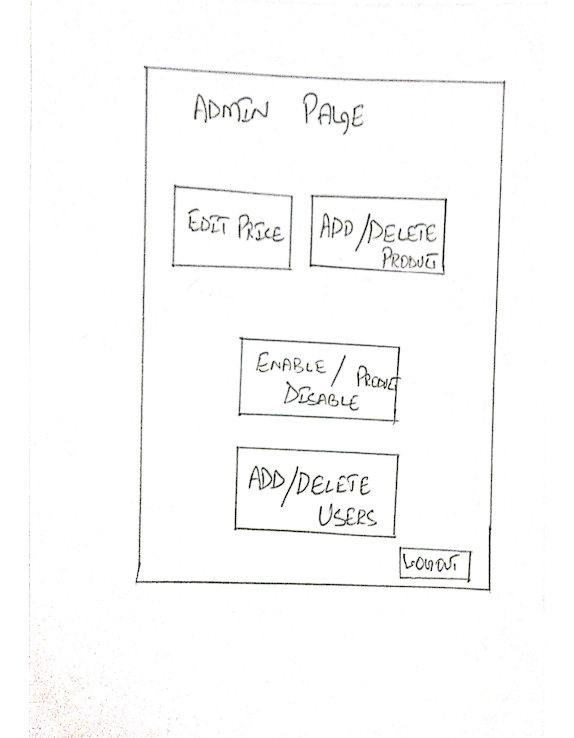 ADMIN PAGE
EDIT PRICE
ADD/DELETE
PRODUCT
ENABLE/ PRODUCT
DISABLE
ADD/DELETE
USERS
LOGOUT